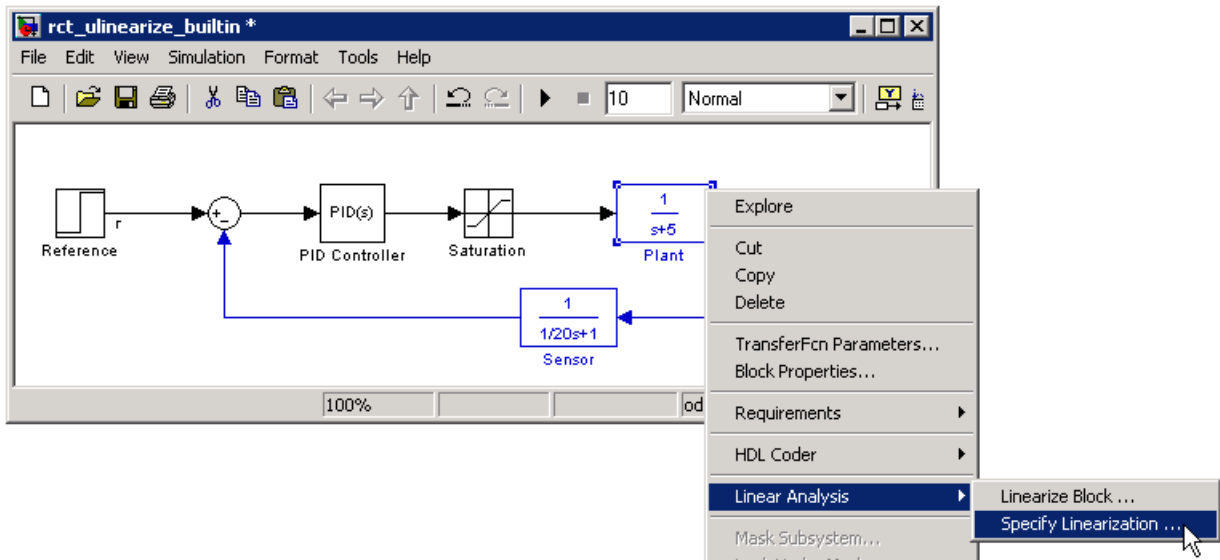 rct_ulinearize_builtin *
File Edit View Simulation Format Tools Help
10 Normal
Reference
r
+
-
PID(s)
PID Controller
Saturation
1
s+5
Plant
1
1/20s+1
Sensor
100%
od
Explore
Cut
Copy
Delete
TransferFcn Parameters...
Block Properties...
Requirements
HDL Coder
Linear Analysis
Linearize Block ...
Specify Linearization ...
Mask Subsystem...